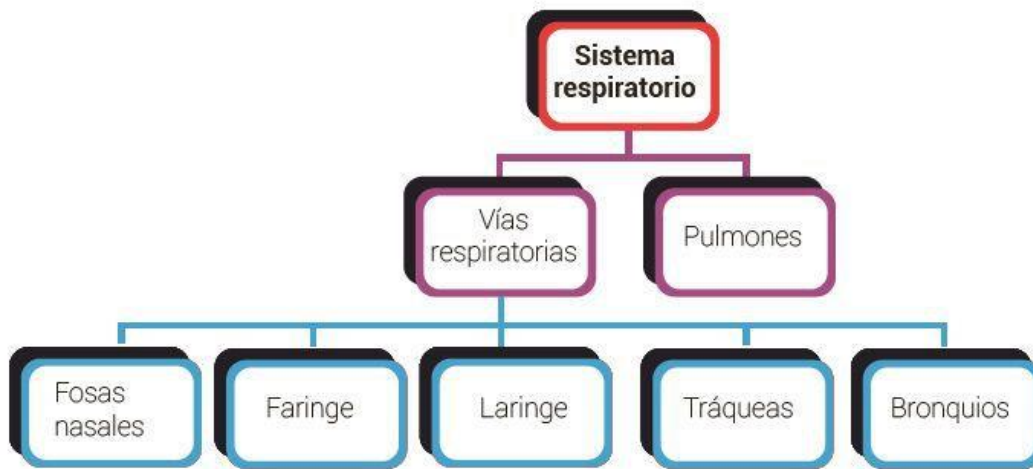 Sistema
respiratorio
Vías
respiratorias
Pulmones
Fosas
nasales
Faringe
Laringe
Tráqueas
Bronquios